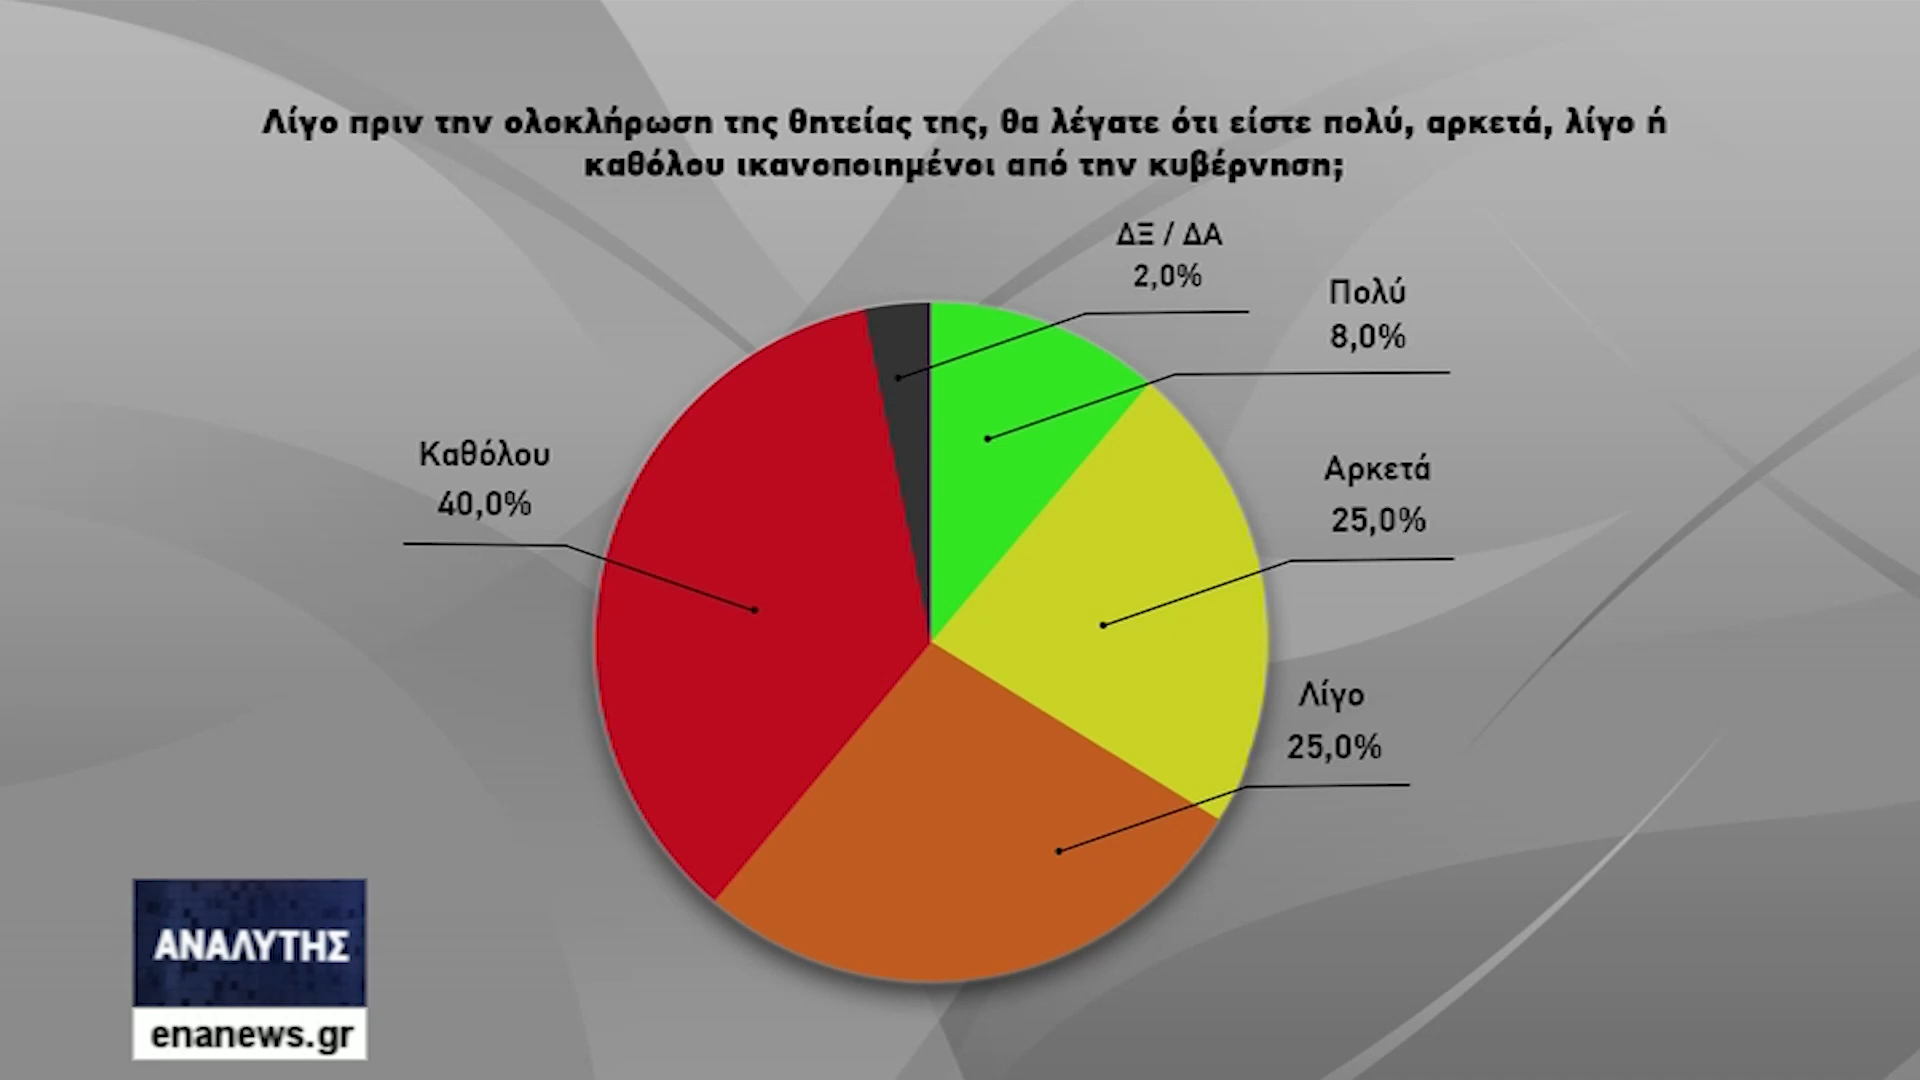 Λίγο πριν την ολοκλήρωση της θητείας της, θα λέγατε ότι είστε πολύ, αρκετά, λίγο ή
καθόλου ικανοποιημένοι από την κυβέρνηση;
ΔΞ / ΔΑ
2,0%
Πολύ
8,0%
Καθόλου
40,0%
Αρκετά
25,0%
Λίγο
25,0%
ΑΝΑΛΥΤΗΣ
enanews.gr